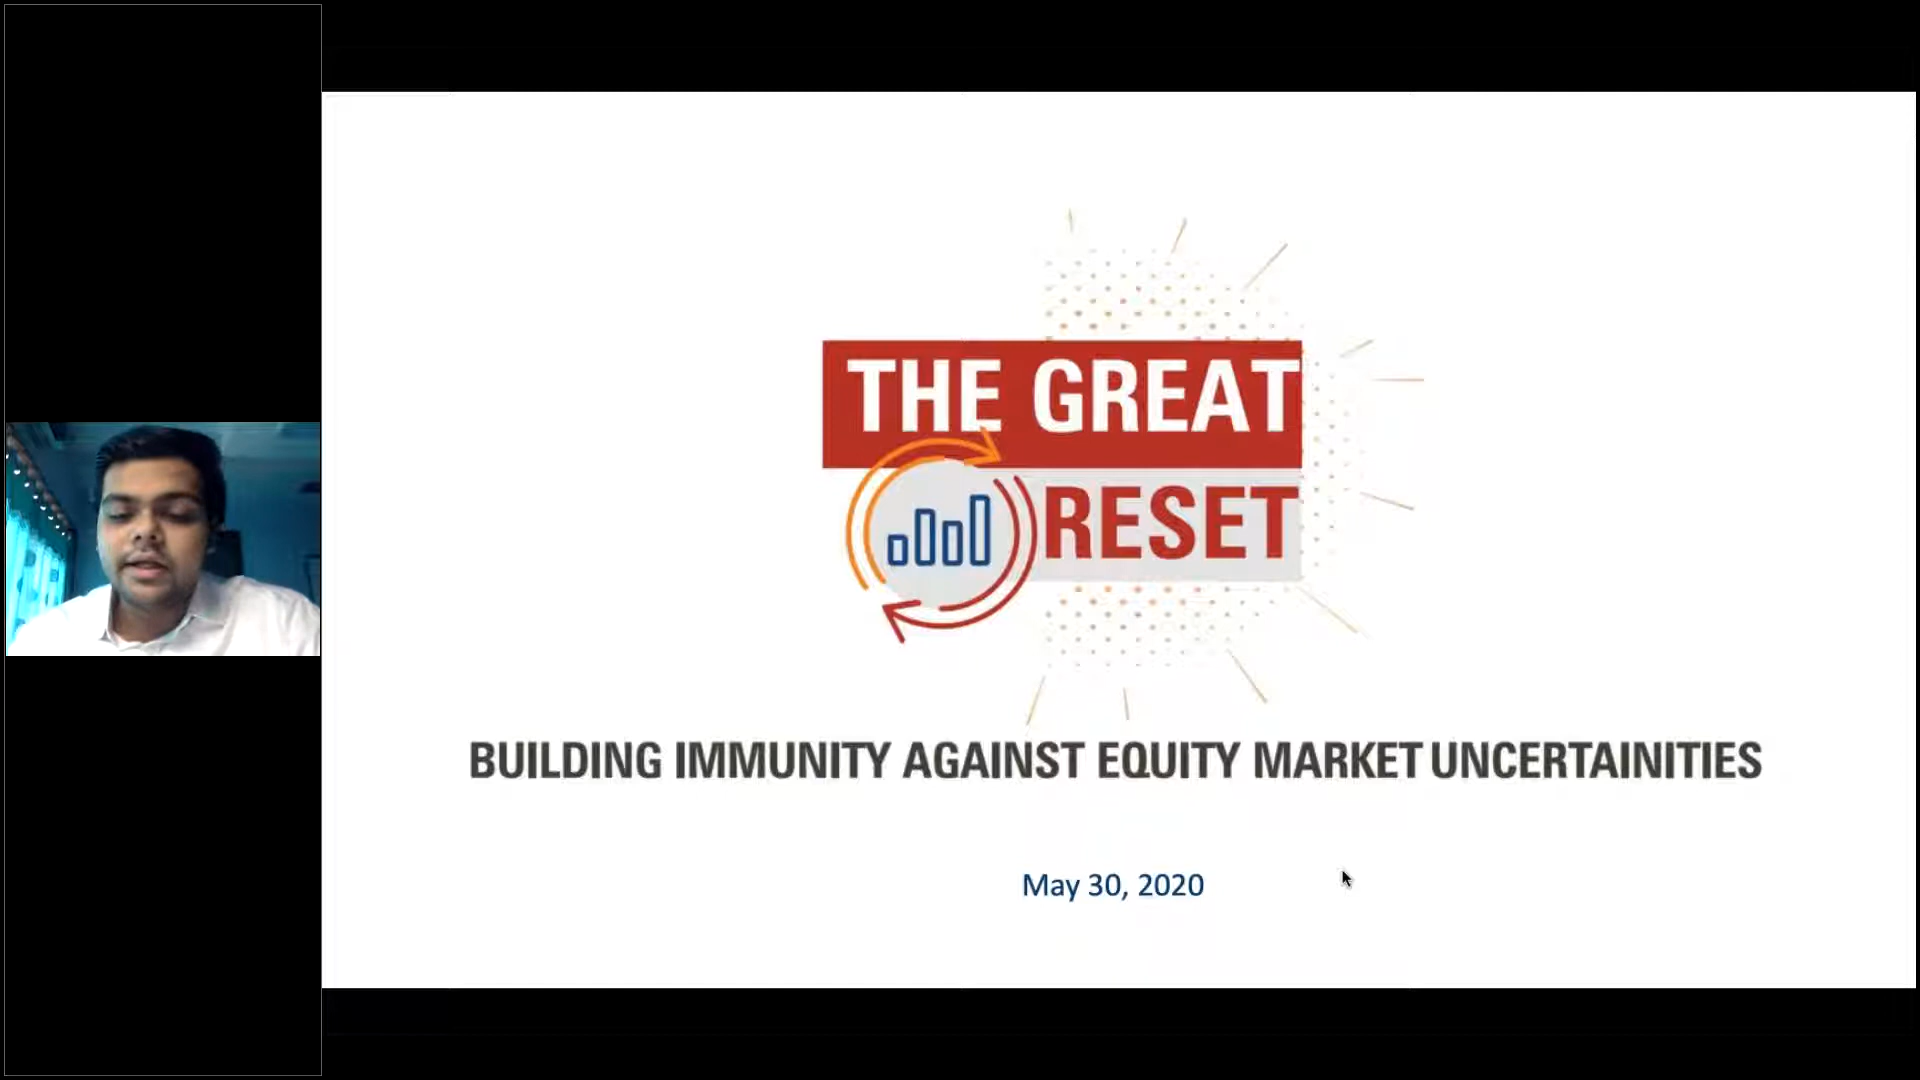 THE GREAT
RESET
BUILDING IMMUNITY AGAINST EQUITY MARKET UNCERTAINITIES
May 30, 2020